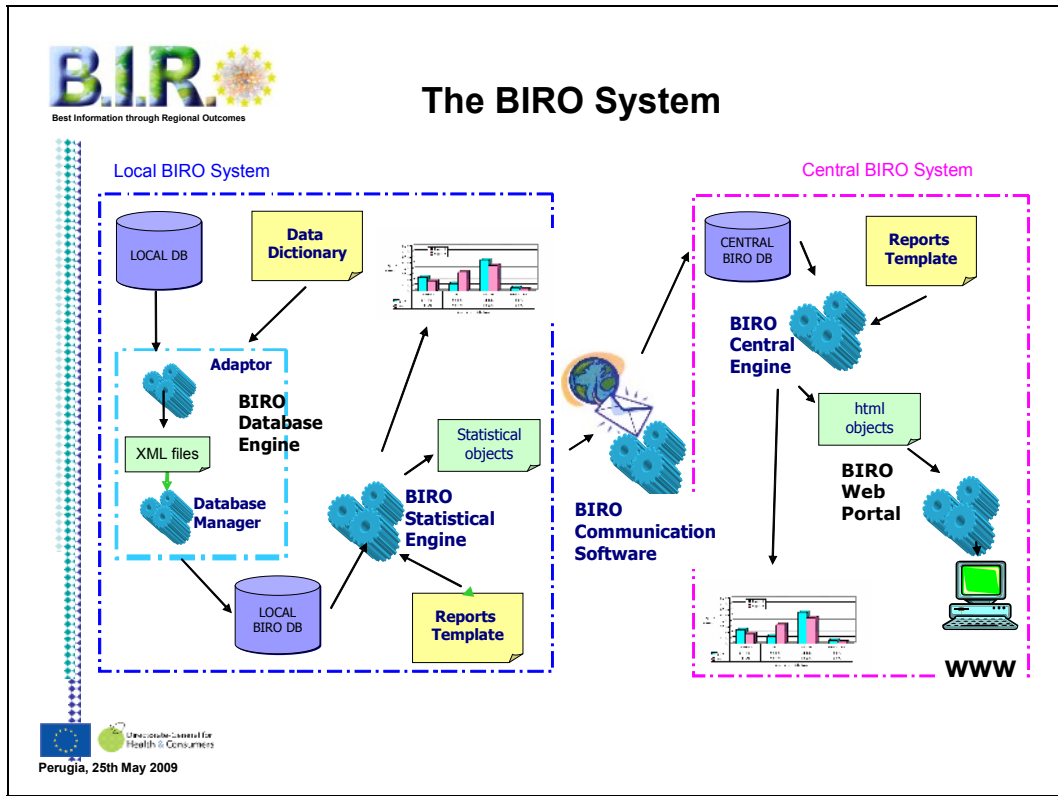 B.I.R.
Best Information through Regional Outcomes
The BIRO System
Local BIRO System
Central BIRO System
LOCAL DB
Data
Dictionary
CENTRAL
BIRO DB
Reports
Template
Adaptor
BIRO
Database
Engine
BIRO
Central
Engine
XML files
Statistical
objects
html
objects
Database
Manager
BIRO
Statistical
Engine
BIRO
Communication
Software
BIRO
Web
Portal
LOCAL
BIRO DB
Reports
Template
WWW
Directorate-General for
Health & Consumers
Perugia, 25th May 2009